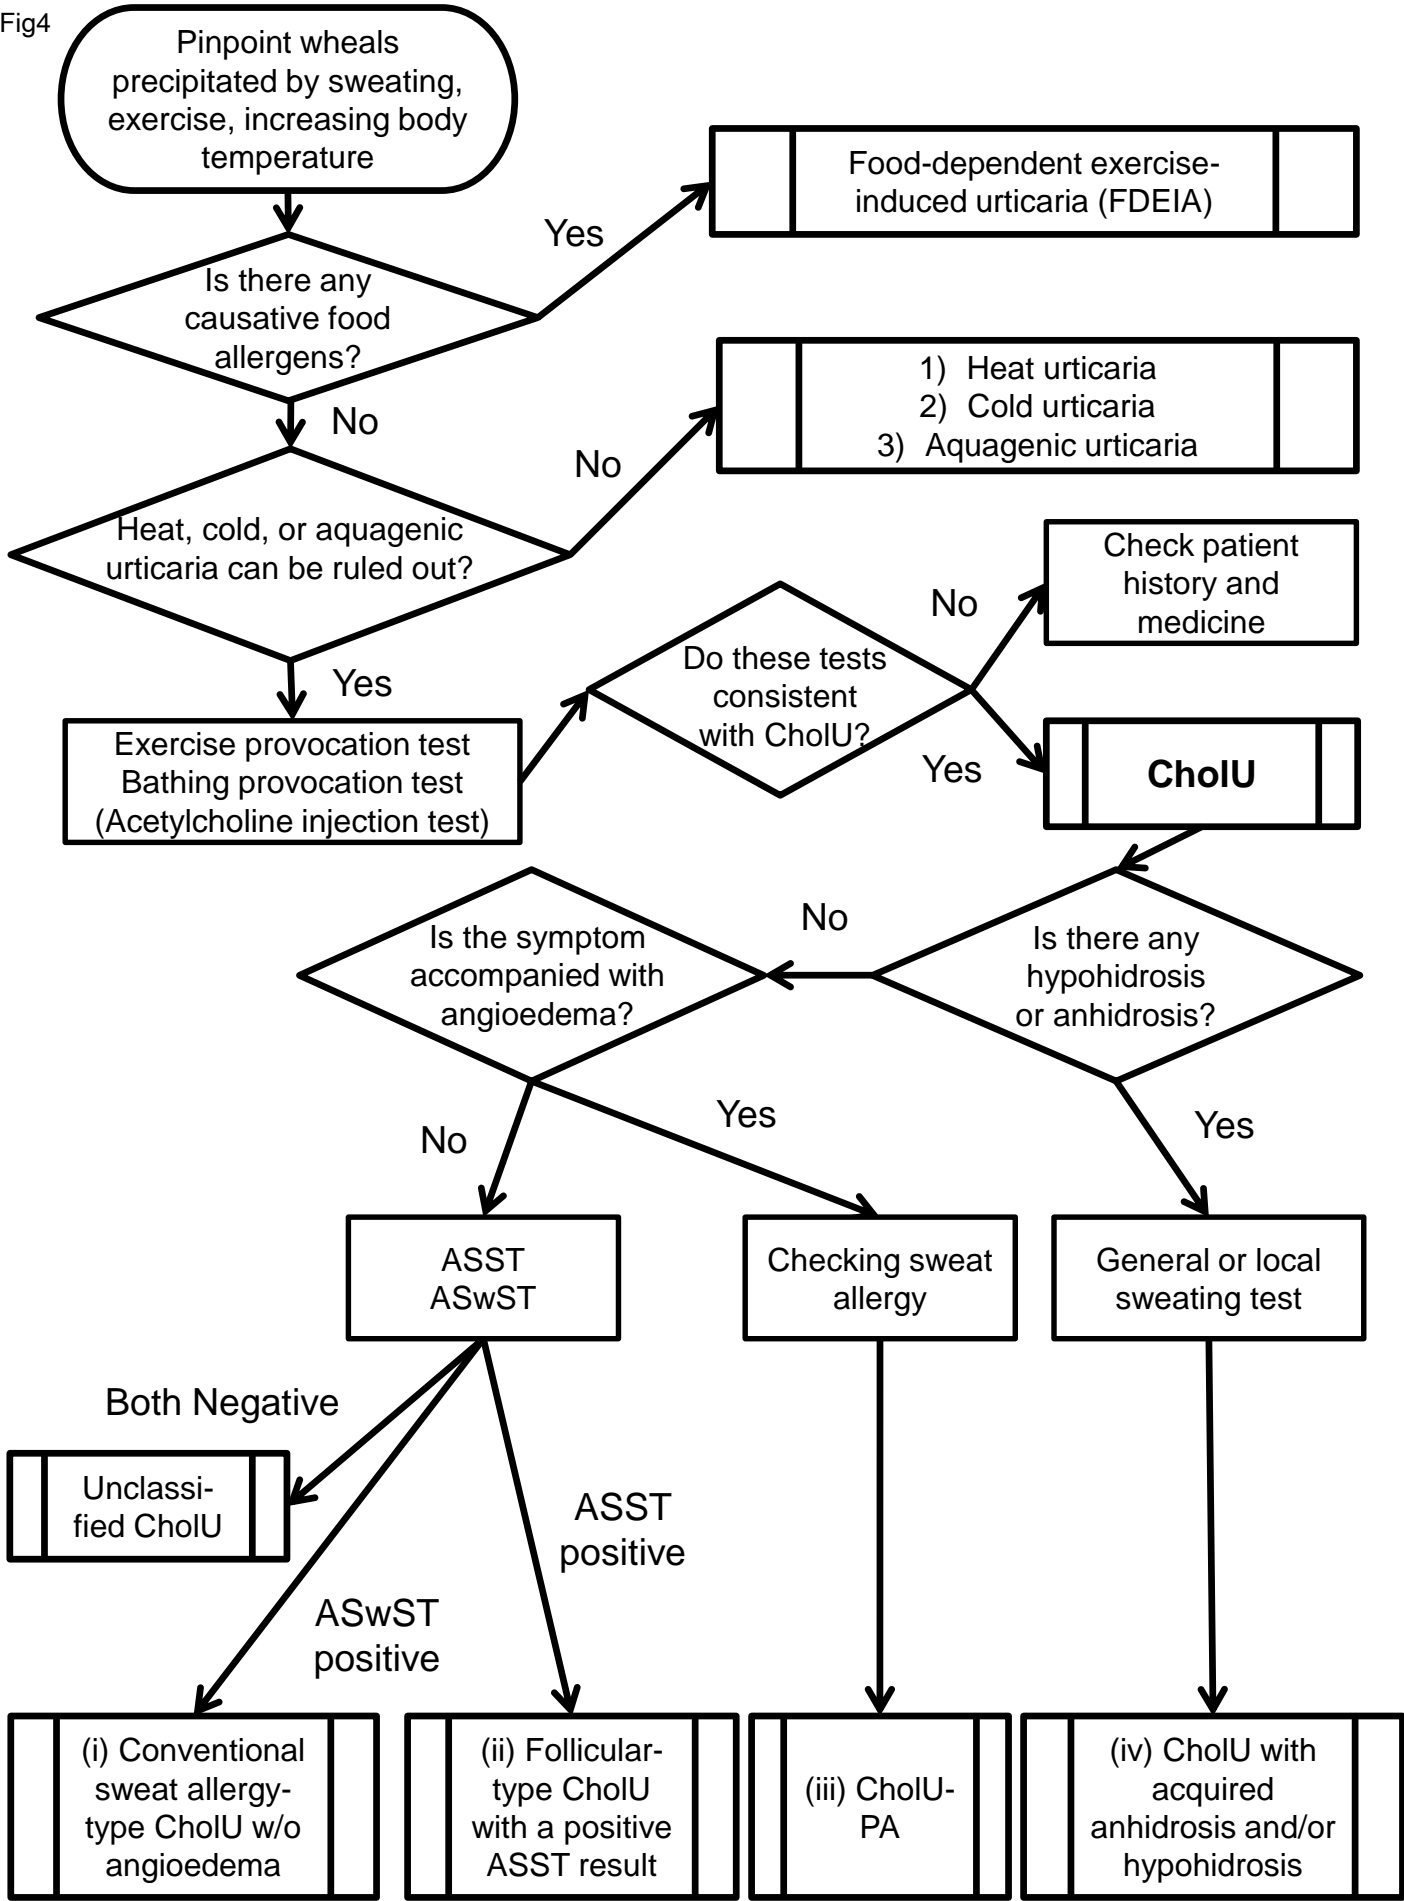 Fig4
Pinpoint wheals
precipitated by sweating,
exercise, increasing body
temperature
Food-dependent exercise-
induced urticaria (FDEIA)
Yes
Is there any
causative food
allergens?
No
1) Heat urticaria
2) Cold urticaria
3) Aquagenic urticaria
No
Heat, cold, or aquagenic
urticaria can be ruled out?
Yes
Check patient
history and
medicine
No
Do these tests
consistent
with CholU?
Yes
Exercise provocation test
Bathing provocation test
(Acetylcholine injection test)
CholU
No
Is the symptom
accompanied with
angioedema?
Is there any
hypohidrosis
or anhidrosis?
No
Yes
Yes
ASST
ASwST
Checking sweat
allergy
General or local
sweating test
Both Negative
Unclassi-
fied CholU
ASST
positive
ASwST
positive
(i) Conventional
sweat allergy-
type CholU w/o
angioedema
(ii) Follicular-
type CholU
with a positive
ASST result
(iii) CholU-
PA
(iv) CholU with
acquired
anhidrosis and/or
hypohidrosis